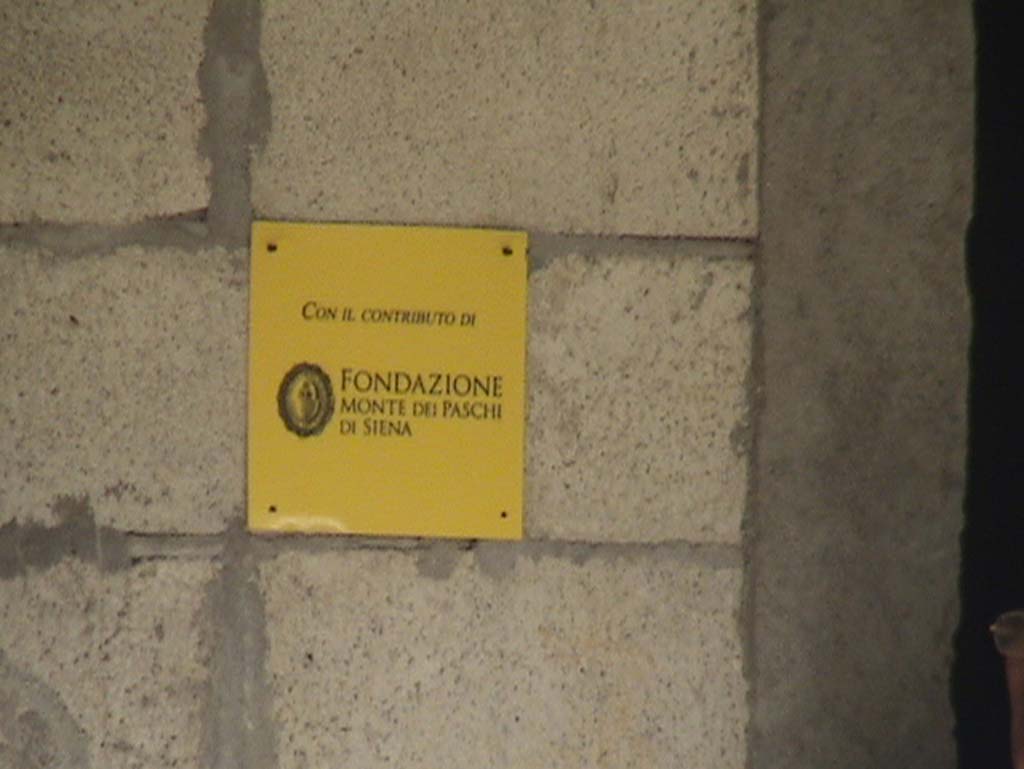 CON IL CONTRIBUTO DI
FONDAZIONE
MONTE DEI PASCHI
DI SIENA